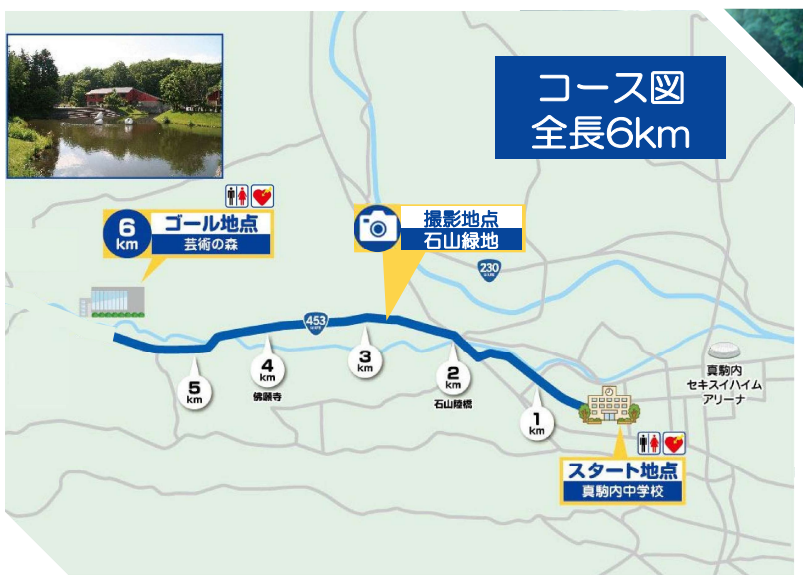 コース図
全長6km
6
km
ゴール地点
芸術の森
撮影地点
石山緑地
230
453
5
km
4
km
佛願寺
3
km
2
km
石山陸橋
1
km
真駒内
セキスイハイム
アリーナ
スタート地点
真駒内中学校